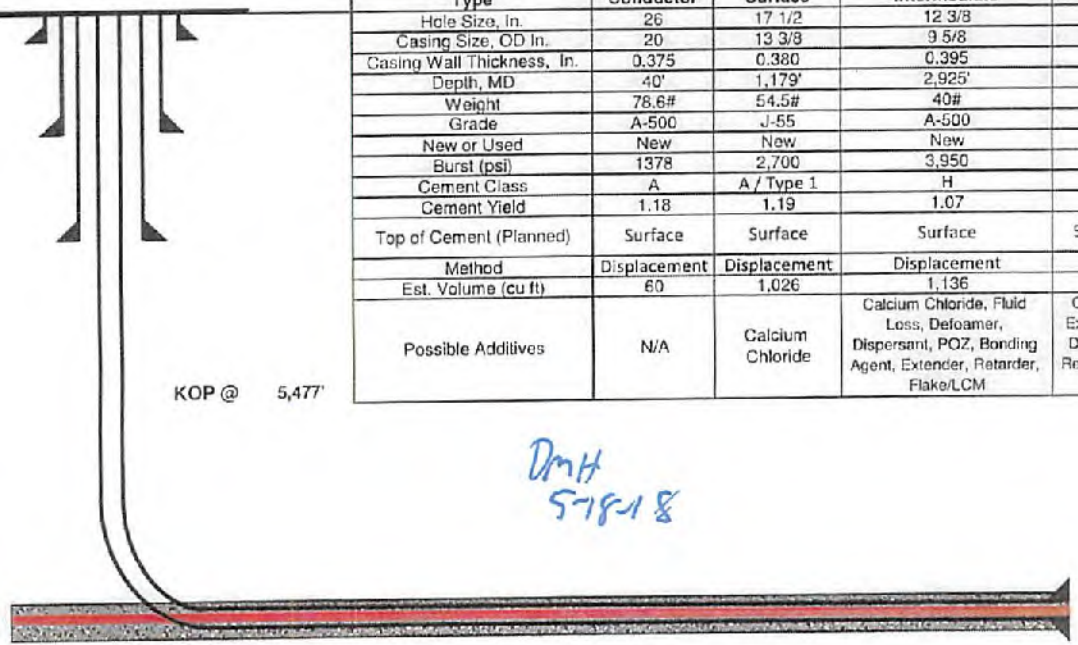 Type Conductor Surface
Hole Size, In. 26 17 1/2 12 3/8
Casing Size, OD In. 20 13 3/8 9 5/8
Casing Wall Thickness, In. 0.375 0.380 0.395
Depth, MD 40' 1,179' 2,925'
Weight 78.6# 54.5# 40#
Grade A-500 J-55 A-500
New or Used New New New
Burst (psi) 1378 2,700 3,950
Cement Class A A / Type 1 H
Cement Yield 1.18 1.19 1.07
Top of Cement (Planned) Surface Surface Surface
Method Displacement Displacement Displacement
Est. Volume (cu ft) 60 1,026 1,136
Possible Additives N/A Calcium
Chloride
Calcium Chloride, Fluid
Loss, Defoamer,
Dispersant, POZ, Bonding
Agent, Extender, Retarder,
Flake/LCM
KOP @ 5,477'
DMH
5-18-18